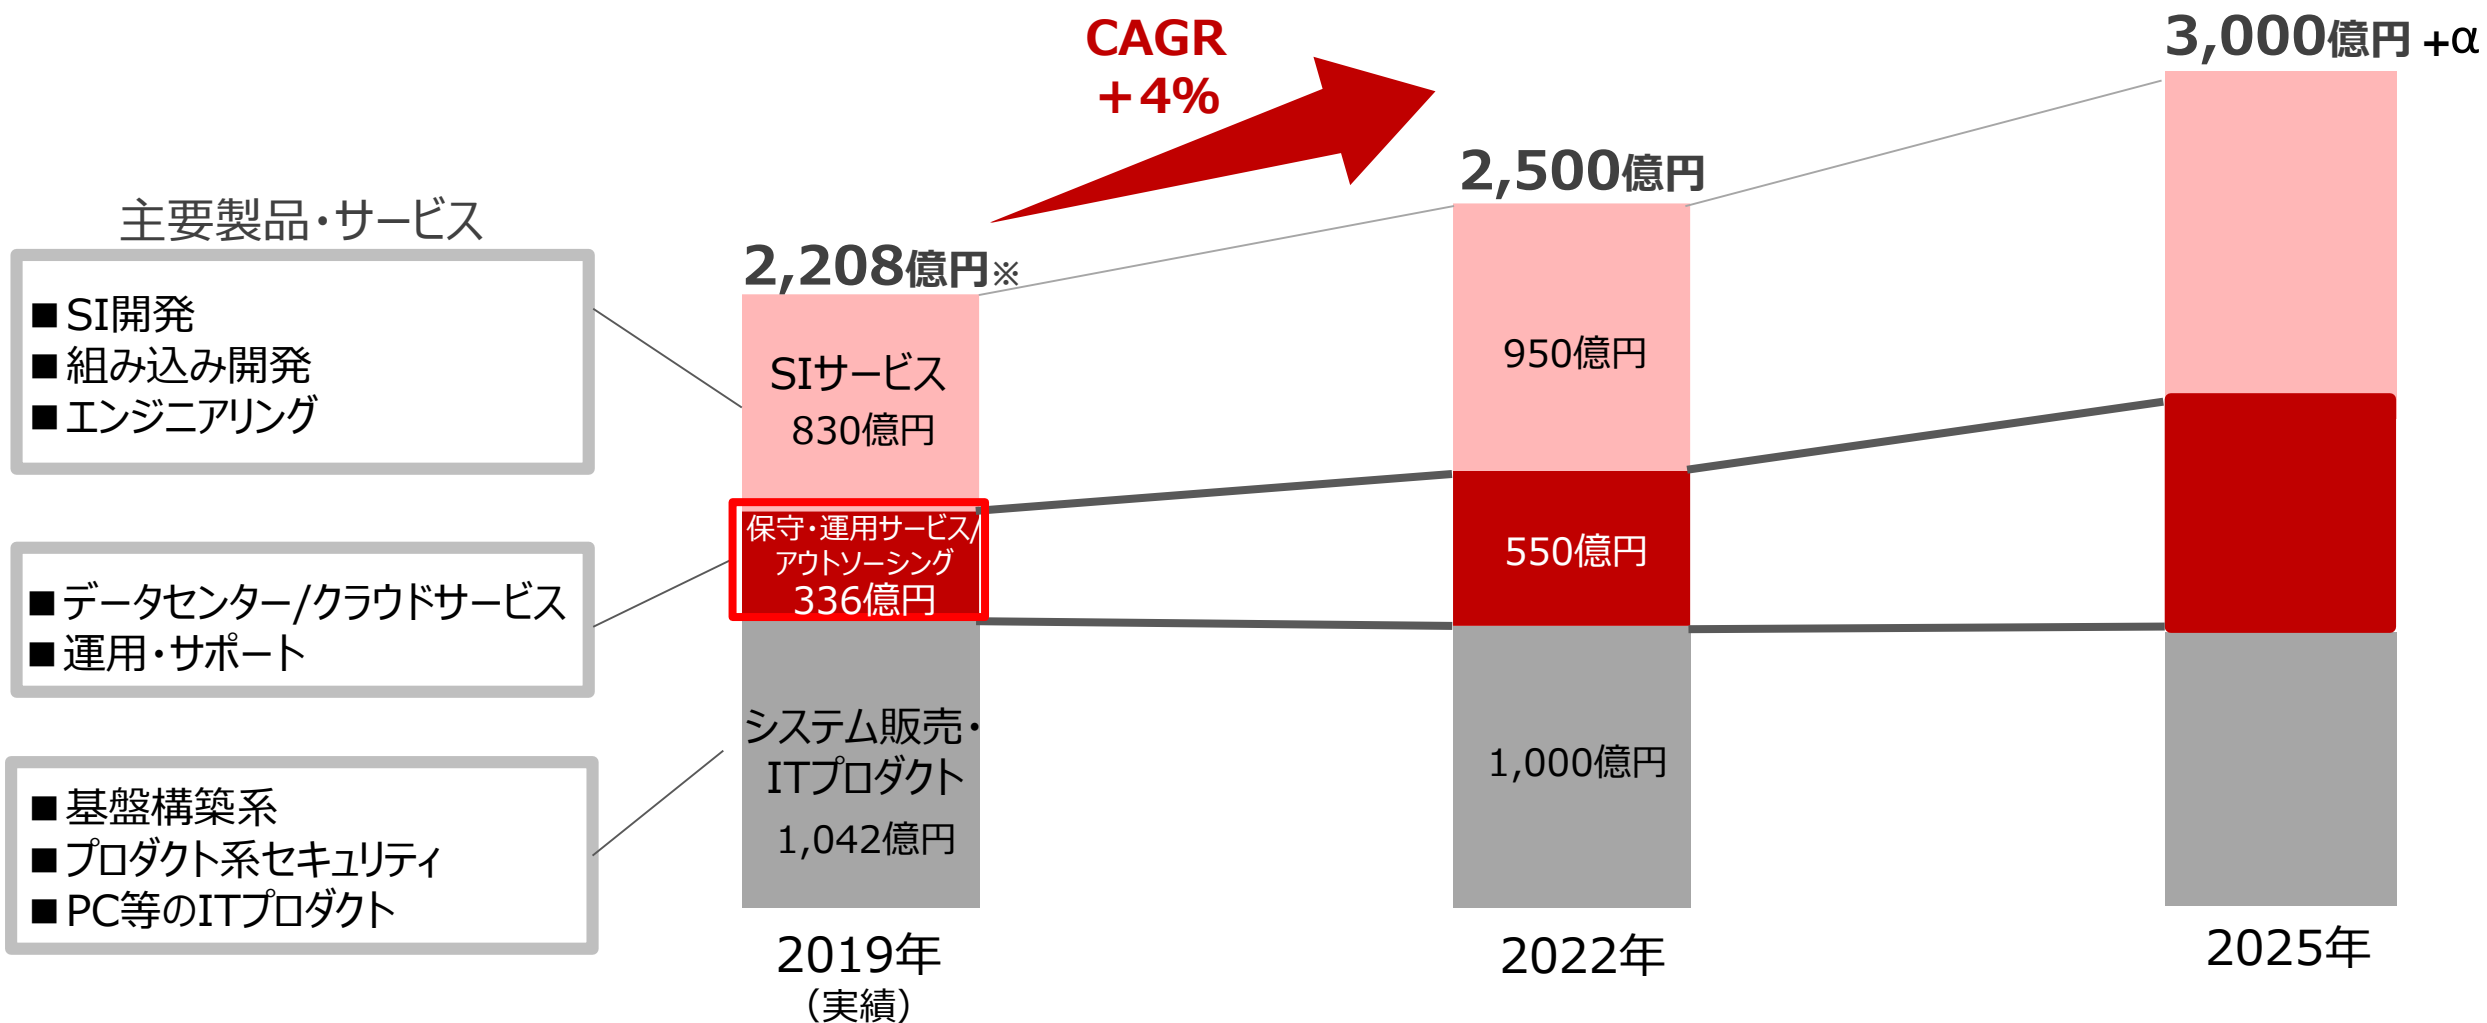 CAGR
+4%
3,000億円 +α
2,500億円
2,208億円※
主要製品・サービス
■SI開発
■組み込み開発
■エンジニアリング
■データセンター/クラウドサービス
■運用・サポート
■基盤構築系
■プロダクト系セキュリティ
■PC等のITプロダクト
SIサービス
830億円
保守・運用サービス/
アウトソーシング
336億円
システム販売・
ITプロダクト
1,042億円
2019年
（実績）
950億円
550億円
1,000億円
2022年
2025年